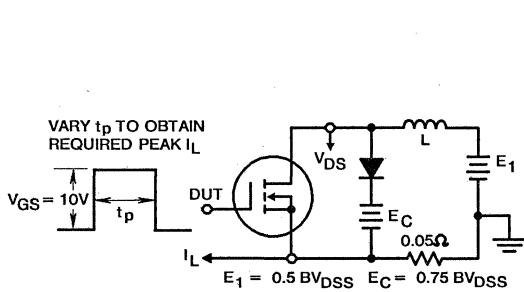 VARY tp TO OBTAIN
REQUIRED PEAK IL
VGS = 10V
tp
DUT
VDS
L
E1
EC
0.05Ω
IL
E1 = 0.5 BVDSS EC = 0.75 BVDSS